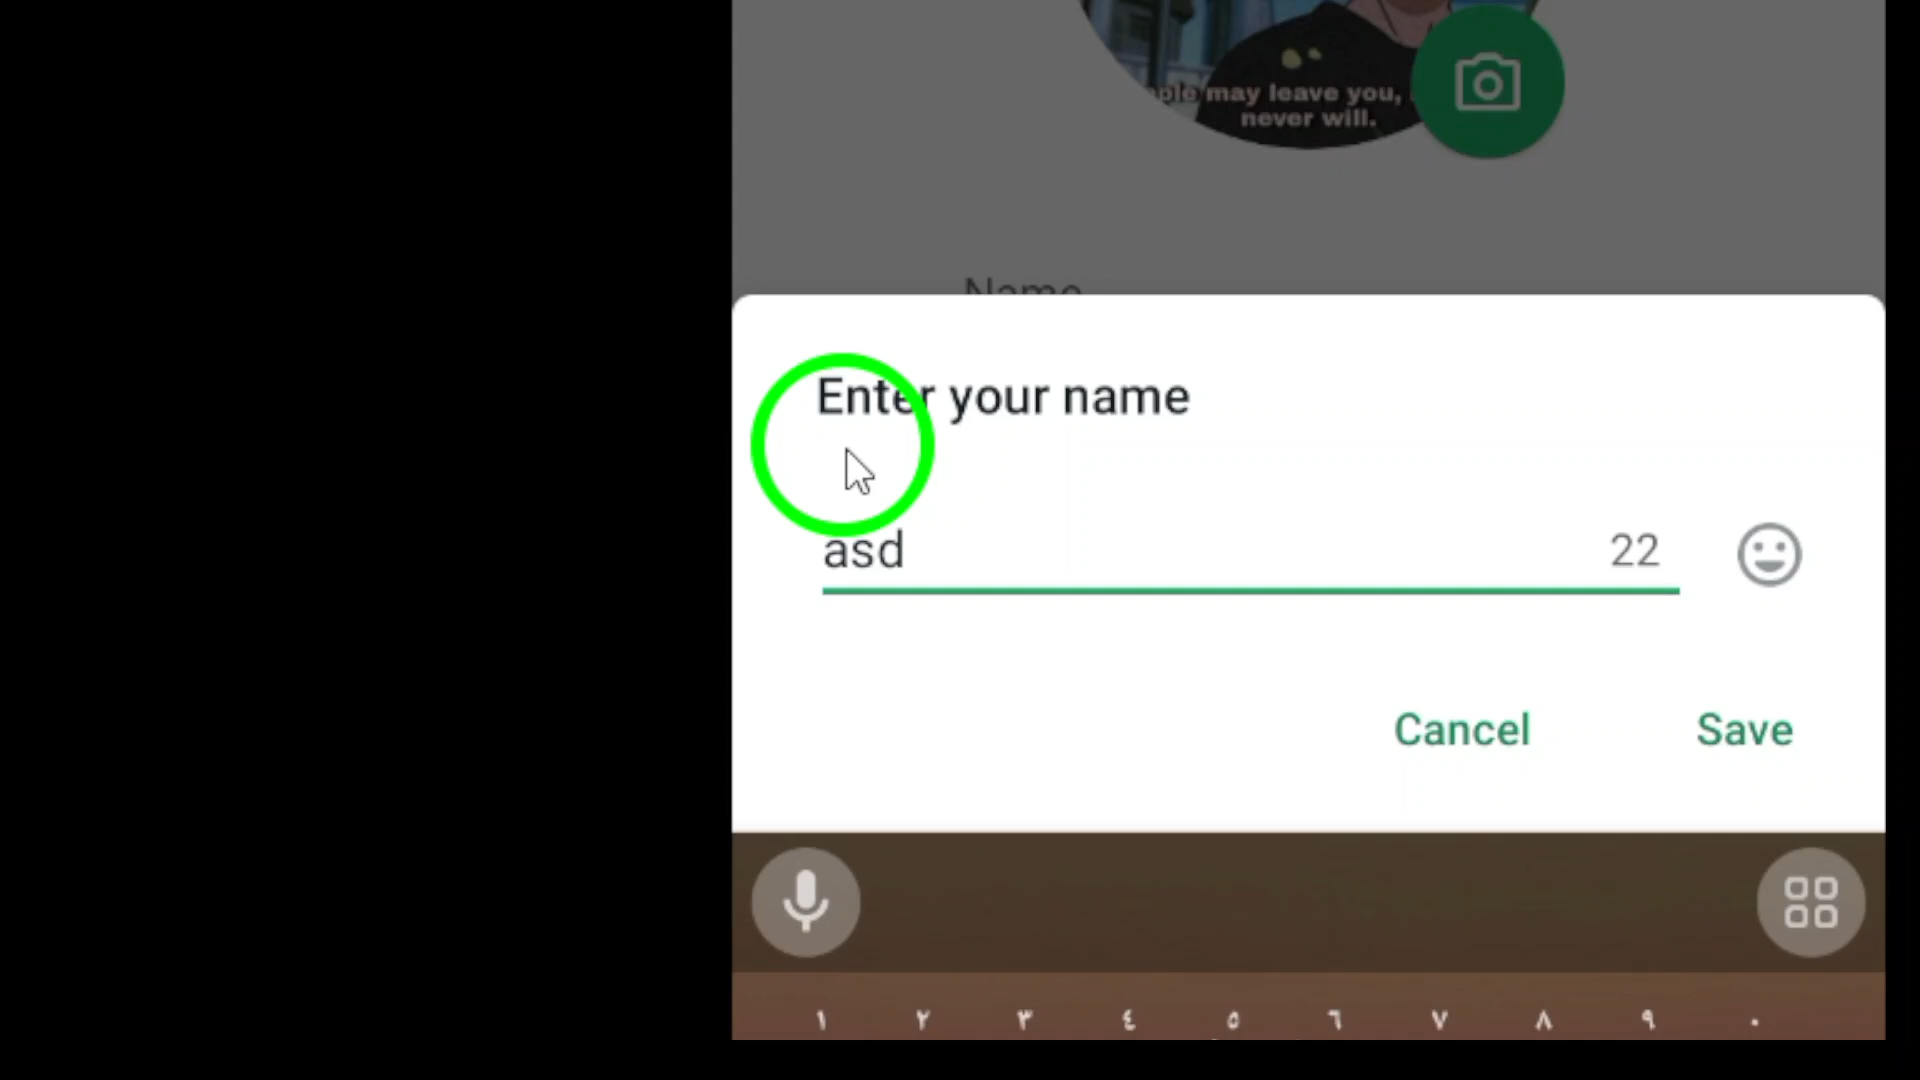 may leave you,
never will.
Name
Enter your name
asd
22
Cancel
Save
١ ٢ ٣ ٤ ٥ ٦ ٧ ٨ ٩ ٠